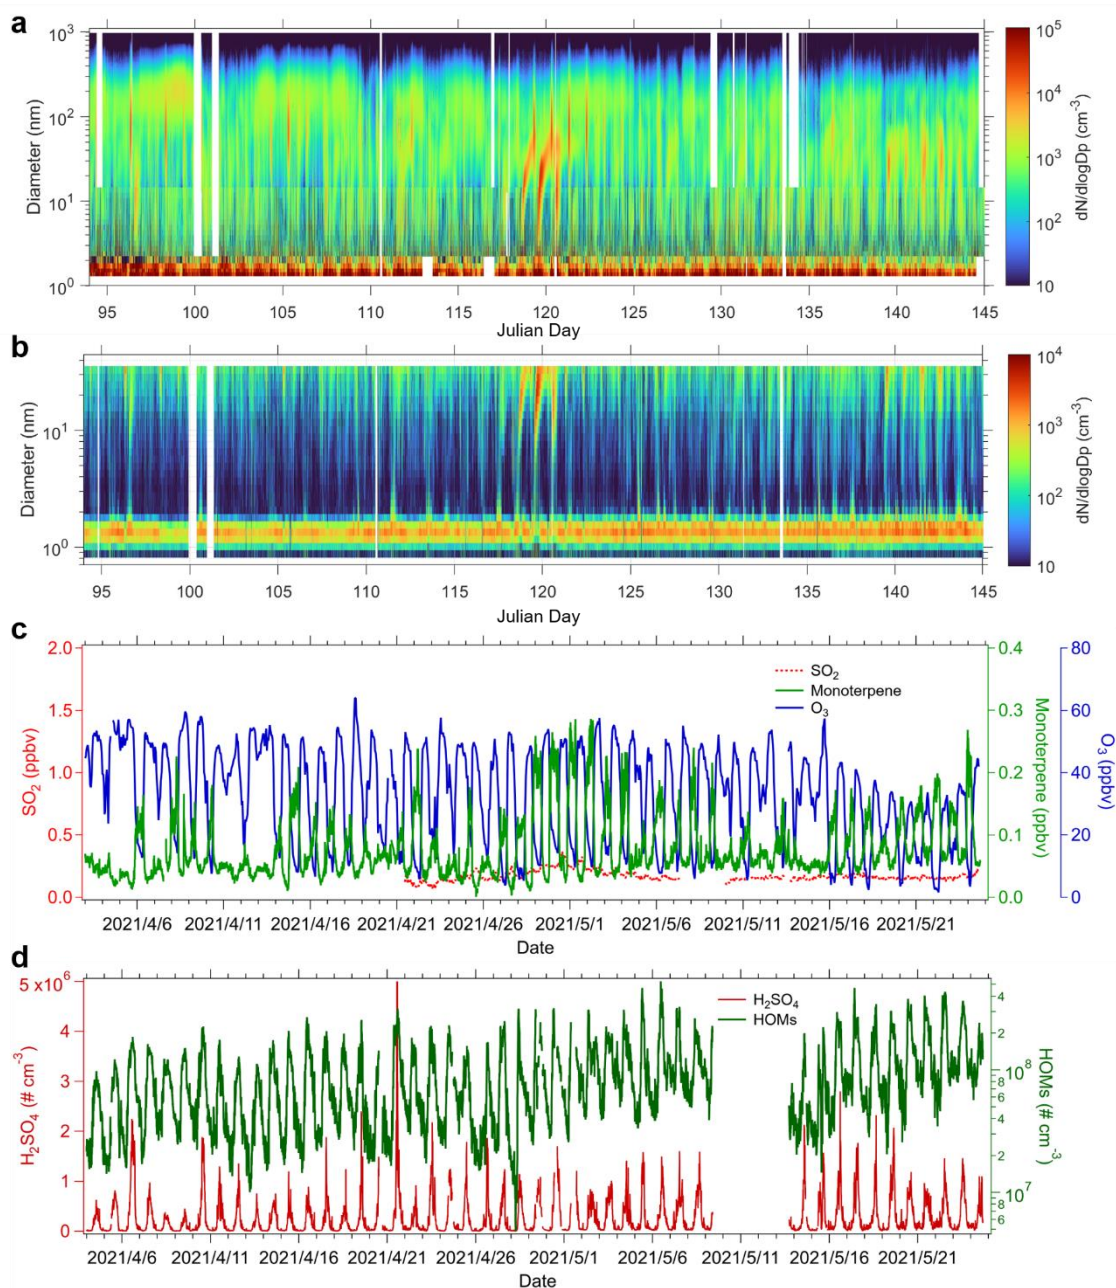 a
10³
10²
10¹
10⁰
Diameter (nm)
95 100 105 110 115 120 125 130 135 140 145
Julian Day
10⁵
10⁴
10³
10²
10
dN/dlogDp (cm⁻³)
b
10¹
10⁰
Diameter (nm)
95 100 105 110 115 120 125 130 135 140 145
Julian Day
10⁴
10³
10²
10
dN/dlogDp (cm⁻³)
c
2.0
1.5
1.0
0.5
0.0
SO₂ (ppbv)
SO₂
Monoterpene
O₃
0.4
0.3
0.2
0.1
0.0
Monoterpene (ppbv)
80
60
40
20
0
O₃ (ppbv)
2021/4/6 2021/4/11 2021/4/16 2021/4/21 2021/4/26 2021/5/1 2021/5/6 2021/5/11 2021/5/16 2021/5/21
Date
d
5 x10⁶
4
3
2
1
0
H₂SO₄ (# cm⁻³)
H₂SO₄
HOMs
4
2
10⁸
8
6
4
2
10⁷
8
6
HOMs (# cm⁻³)
2021/4/6 2021/4/11 2021/4/16 2021/4/21 2021/4/26 2021/5/1 2021/5/6 2021/5/11 2021/5/16 2021/5/21
Date